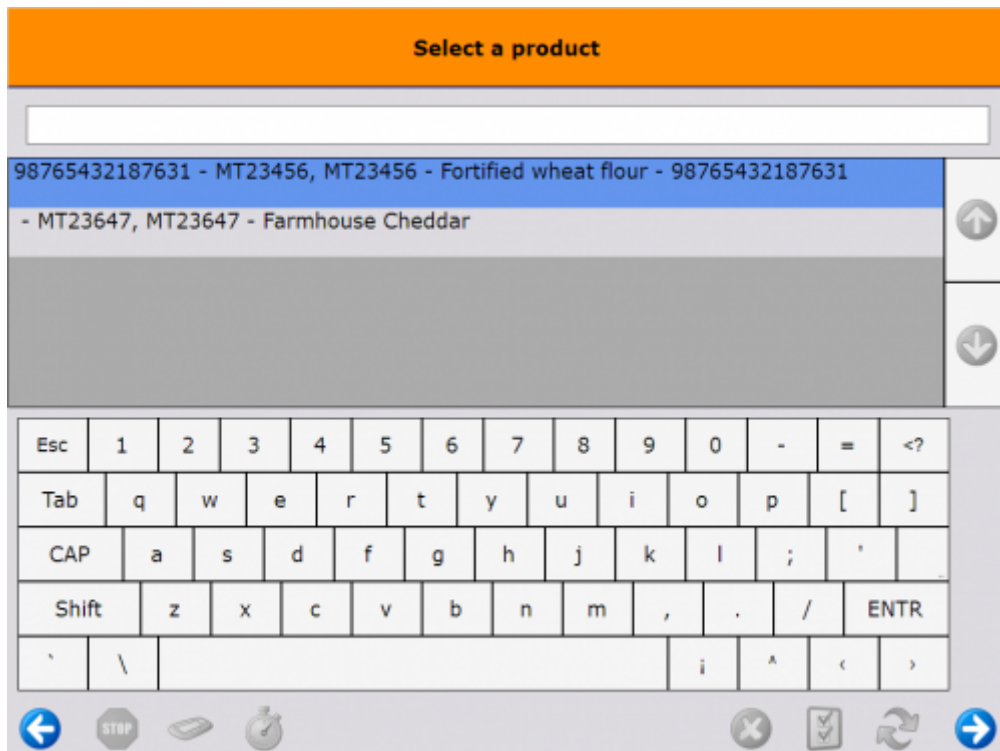 Select a product
98765432187631 - MT23456, MT23456 - Fortified wheat flour - 98765432187631
- MT23647, MT23647 - Farmhouse Cheddar
Esc 1 2 3 4 5 6 7 8 9 0 - = <?
Tab q w e r t y u i o p [ ]
CAP a s d f g h j k l ; '
Shift z x c v b n m , . / ENTR
` \ ¡ ^ ‹ ›
STOP